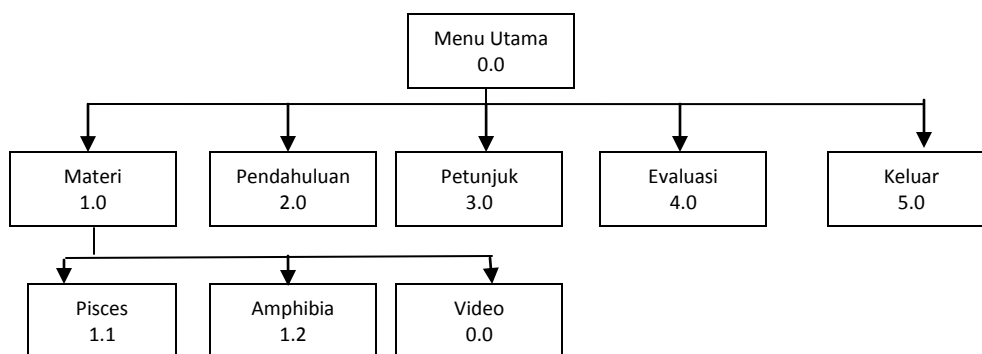 Menu Utama
0.0
Materi
1.0
Pendahuluan
2.0
Petunjuk
3.0
Evaluasi
4.0
Keluar
5.0
Pisces
1.1
Amphibia
1.2
Video
0.0